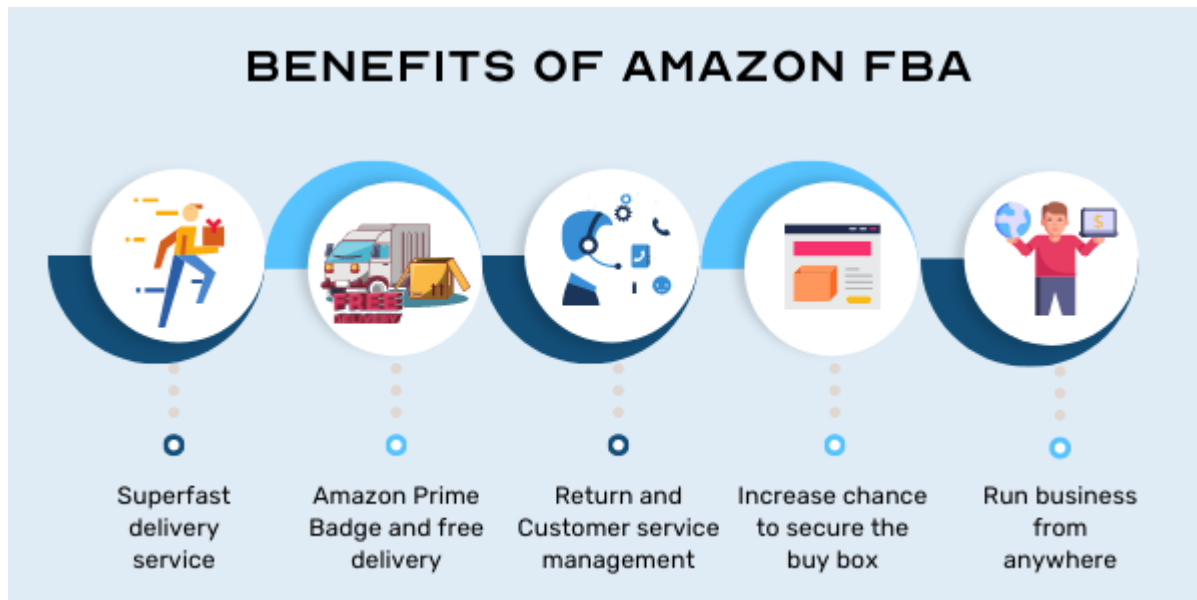 BENEFITS OF AMAZON FBA
FREE
DELIVERY
$
Superfast
delivery
service
Amazon Prime
Badge and free
delivery
Return and
Customer service
management
Increase chance
to secure the
buy box
Run business
from
anywhere